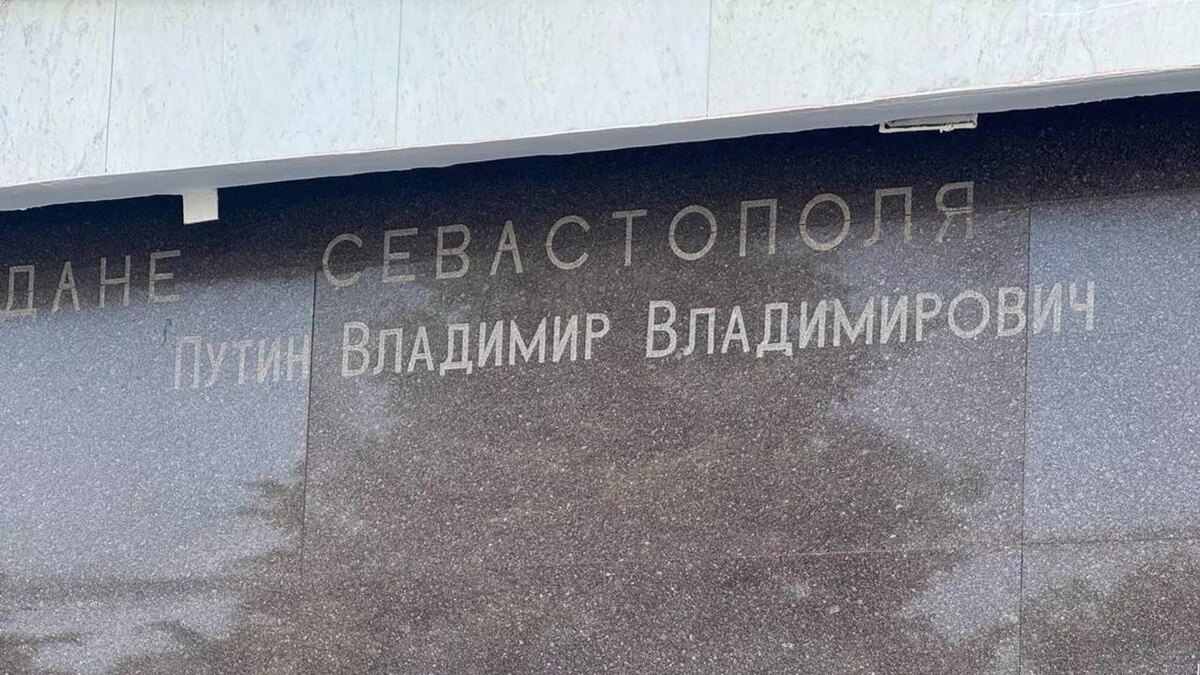 ДАНЕ СЕВАСТОПОЛЯ
Путин Владимир Владимирович